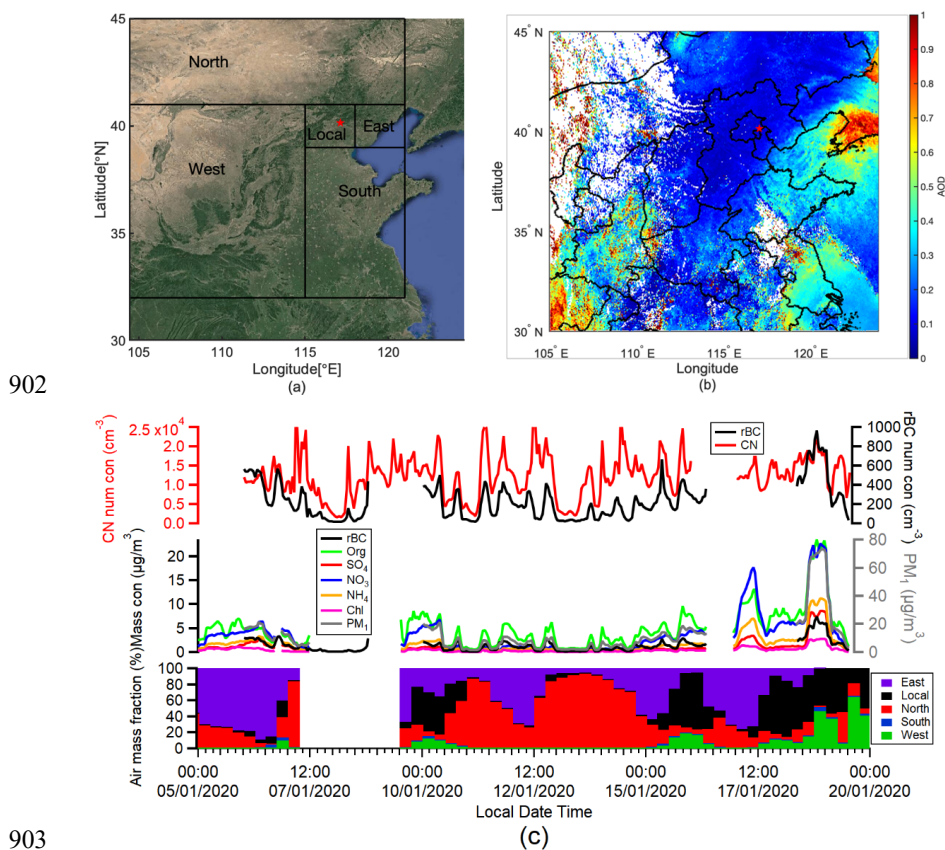 45
North
40
Local
East
West
South
35
30
105
110
115
120
Latitude[°N]
Longitude[°E]
(a)
45° N
40° N
35° N
30° N
105° E
110° E
115° E
120° E
Latitude
Longitude
(b)
1
0.9
0.8
0.7
0.6
0.5
0.4
0.3
0.2
0.1
0
AOD
902
CN num con (cm-3)
2.5 x10⁴
2.0
1.5
1.0
0.5
0.0
rBC
CN
1000
800
600
400
200
0
rBC num con (cm-3)
Mass con (µg/m3)
20
15
10
5
0
rBC
Org
SO4
NO3
NH4
Chl
PM1
80
60
40
20
0
PM1 (µg/m3)
Air mass fraction (%)
100
80
60
40
20
0
East
Local
North
South
West
00:00 12:00 00:00 12:00 00:00 12:00 00:00
05/01/2020 07/01/2020 10/01/2020 12/01/2020 15/01/2020 17/01/2020 20/01/2020
Local Date Time
903
(c)